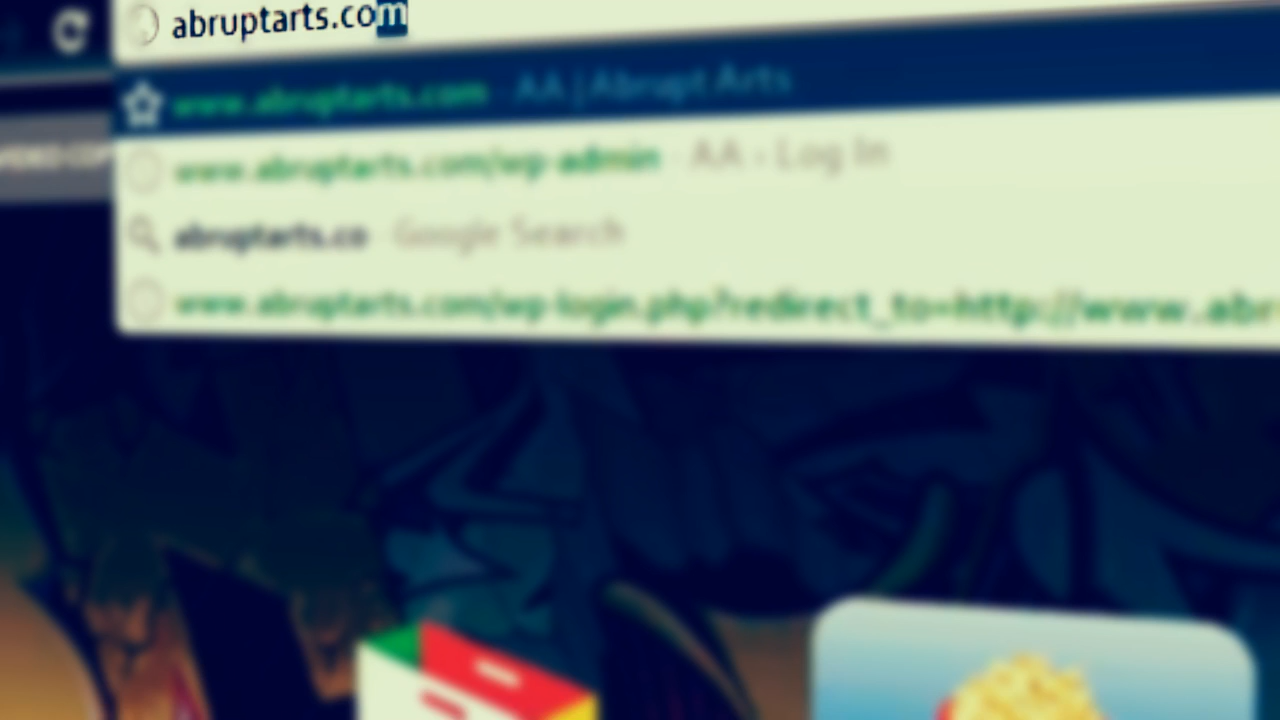 abruptarts.com
www.abruptarts.com - AA | Abrupt Arts
www.abruptarts.com/wp-admin - AA › Log In
abruptarts.co - Google Search
www.abruptarts.com/wp-login.php?redirect_to=http://www.abr